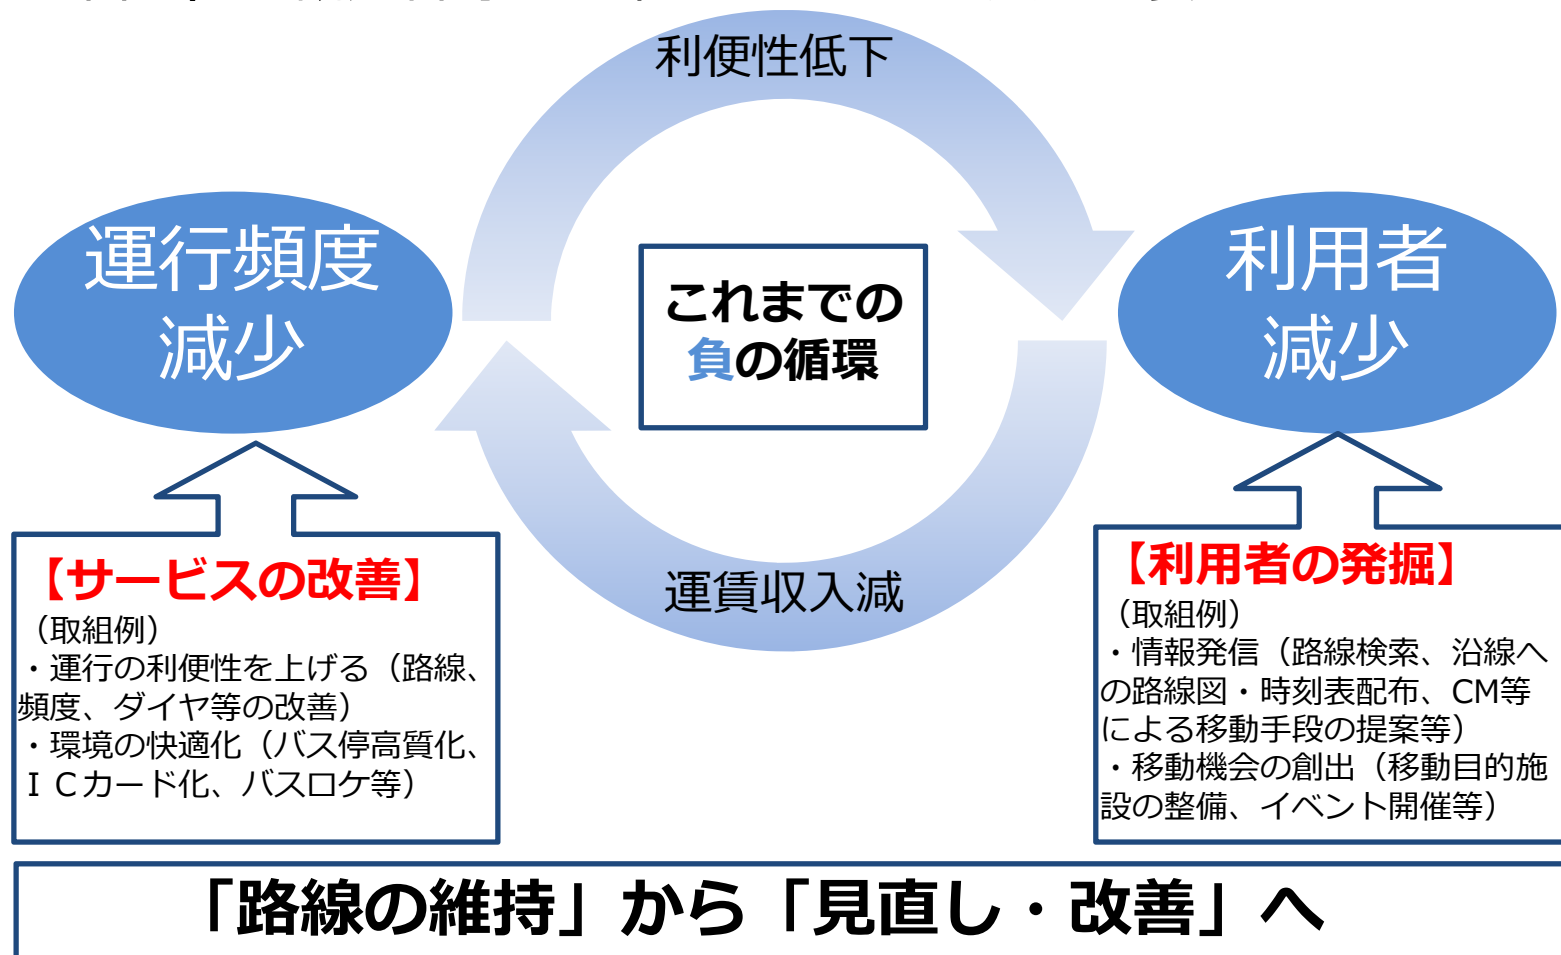 利便性低下
運行頻度
減少
これまでの
負の循環
利用者
減少
運賃収入減
【サービスの改善】
（取組例）
・運行の利便性を上げる（路線、
頻度、ダイヤ等の改善）
・環境の快適化（バス停高質化、
ＩＣカード化、バスロケ等）
【利用者の発掘】
（取組例）
・情報発信（路線検索、沿線へ
の路線図・時刻表配布、CM等
による移動手段の提案等）
・移動機会の創出（移動目的施
設の整備、イベント開催等）
「路線の維持」から「見直し・改善」へ